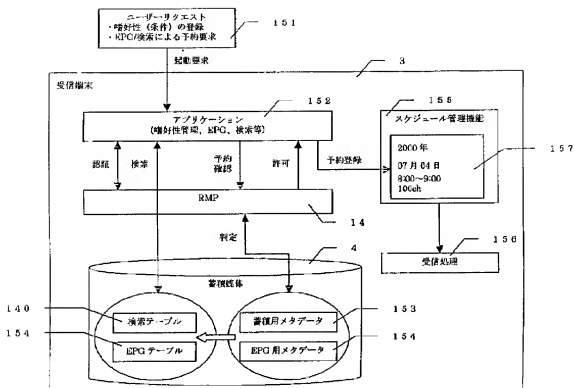 ユーザーリクエスト
・嗜好性（条件）の登録
・EPG/検索による予約要求
151
起動要求
3
受信端末
152
155
アプリケーション
(嗜好性管理、EPG、検索等)
スケジュール管理機能
2000年
07月04日
8:00～9:00
100ch
157
認証
検索
予約
確認
許可
予約登録
RMP
14
判定
4
156
受信処理
蓄積媒体
140
検索テーブル
蓄積用メタデータ
153
154
EPGテーブル
EPG用メタデータ
154